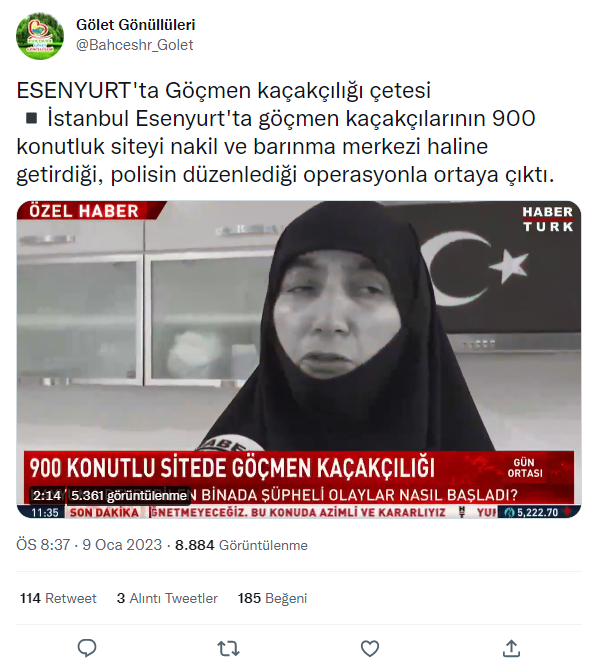 Gölet Gönüllüleri
@Bahceshr_Golet
ESENYURT'ta Göçmen kaçakçılığı çetesi
▪ İstanbul Esenyurt'ta göçmen kaçakçılarının 900
konutluk siteyi nakil ve barınma merkezi haline
getirdiği, polisin düzenlediği operasyonla ortaya çıktı.
ÖZEL HABER
HABER
TURK
900 KONUTLU SİTEDE GÖÇMEN KAÇAKÇILIĞI
GÜN
ORTASI
2:14 5.361 görüntülenme N BİNADA ŞÜPHELİ OLAYLAR NASIL BAŞLADI?
11:35 SON DAKİKA İĞNETMEYECEĞİZ. BU KONUDA AZİMLİ VE KARARLIYIZ 5,222.70
ÖS 8:37 · 9 Oca 2023 · 8.884 Görüntülenme
114 Retweet 3 Alıntı Tweetler 185 Beğeni